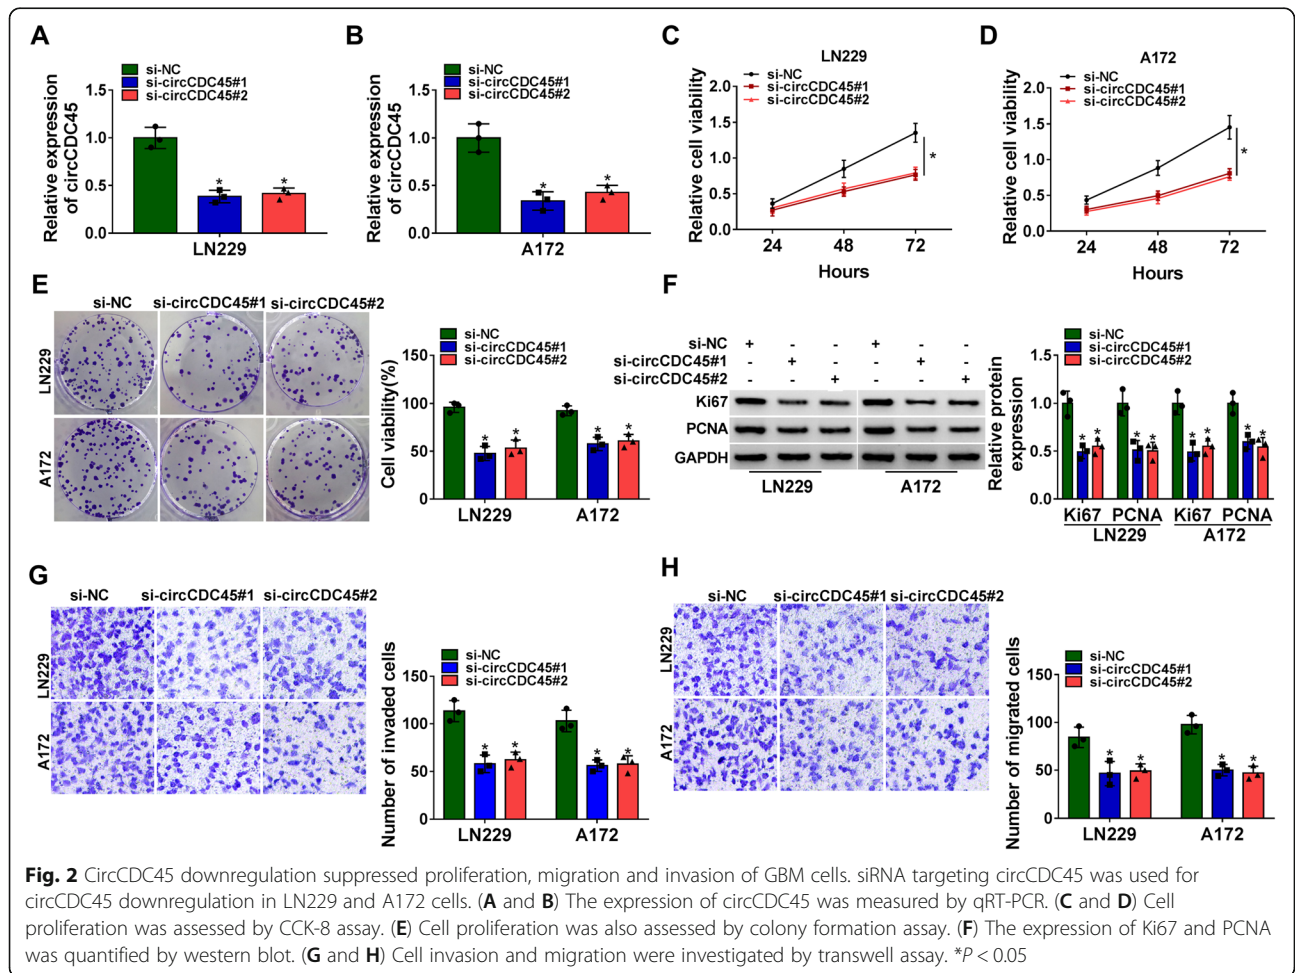 A
si-NC
si-circCDC45#1
si-circCDC45#2
Relative expression
of circCDC45
1.5
1.0
0.5
0.0
LN229
B
si-NC
si-circCDC45#1
si-circCDC45#2
Relative expression
of circCDC45
1.5
1.0
0.5
0.0
A172
* * * *
C
LN229
si-NC
si-circCDC45#1
si-circCDC45#2
Relative cell viability
2.0
1.5
1.0
0.5
0.0
*
24 48 72
Hours
D
A172
si-NC
si-circCDC45#1
si-circCDC45#2
Relative cell viability
2.0
1.5
1.0
0.5
0.0
*
24 48 72
Hours
E
si-NC si-circCDC45#1 si-circCDC45#2
LN229
A172
si-NC
si-circCDC45#1
si-circCDC45#2
Cell viability(%)
150
100
50
0
* * * *
LN229 A172
F
si-NC + - - + - -
si-circCDC45#1 - + - - + -
si-circCDC45#2 - - + - - +
Ki67
PCNA
GAPDH
LN229 A172
si-NC
si-circCDC45#1
si-circCDC45#2
Relative protein
expression
1.5
1.0
0.5
0.0
* * * * * * * *
Ki67 PCNA Ki67 PCNA
LN229 A172
G
si-NC si-circCDC45#1 si-circCDC45#2
LN229
A172
si-NC
si-circCDC45#1
si-circCDC45#2
Number of invaded cells
150
100
50
0
* * * *
LN229 A172
H
si-NC si-circCDC45#1 si-circCDC45#2
LN229
A172
si-NC
si-circCDC45#1
si-circCDC45#2
Number of migrated cells
150
100
50
0
* * * *
LN229 A172
Fig. 2 CircCDC45 downregulation suppressed proliferation, migration and invasion of GBM cells. siRNA targeting circCDC45 was used for
circCDC45 downregulation in LN229 and A172 cells. (A and B) The expression of circCDC45 was measured by qRT-PCR. (C and D) Cell
proliferation was assessed by CCK-8 assay. (E) Cell proliferation was also assessed by colony formation assay. (F) The expression of Ki67 and PCNA
was quantified by western blot. (G and H) Cell invasion and migration were investigated by transwell assay. *P < 0.05